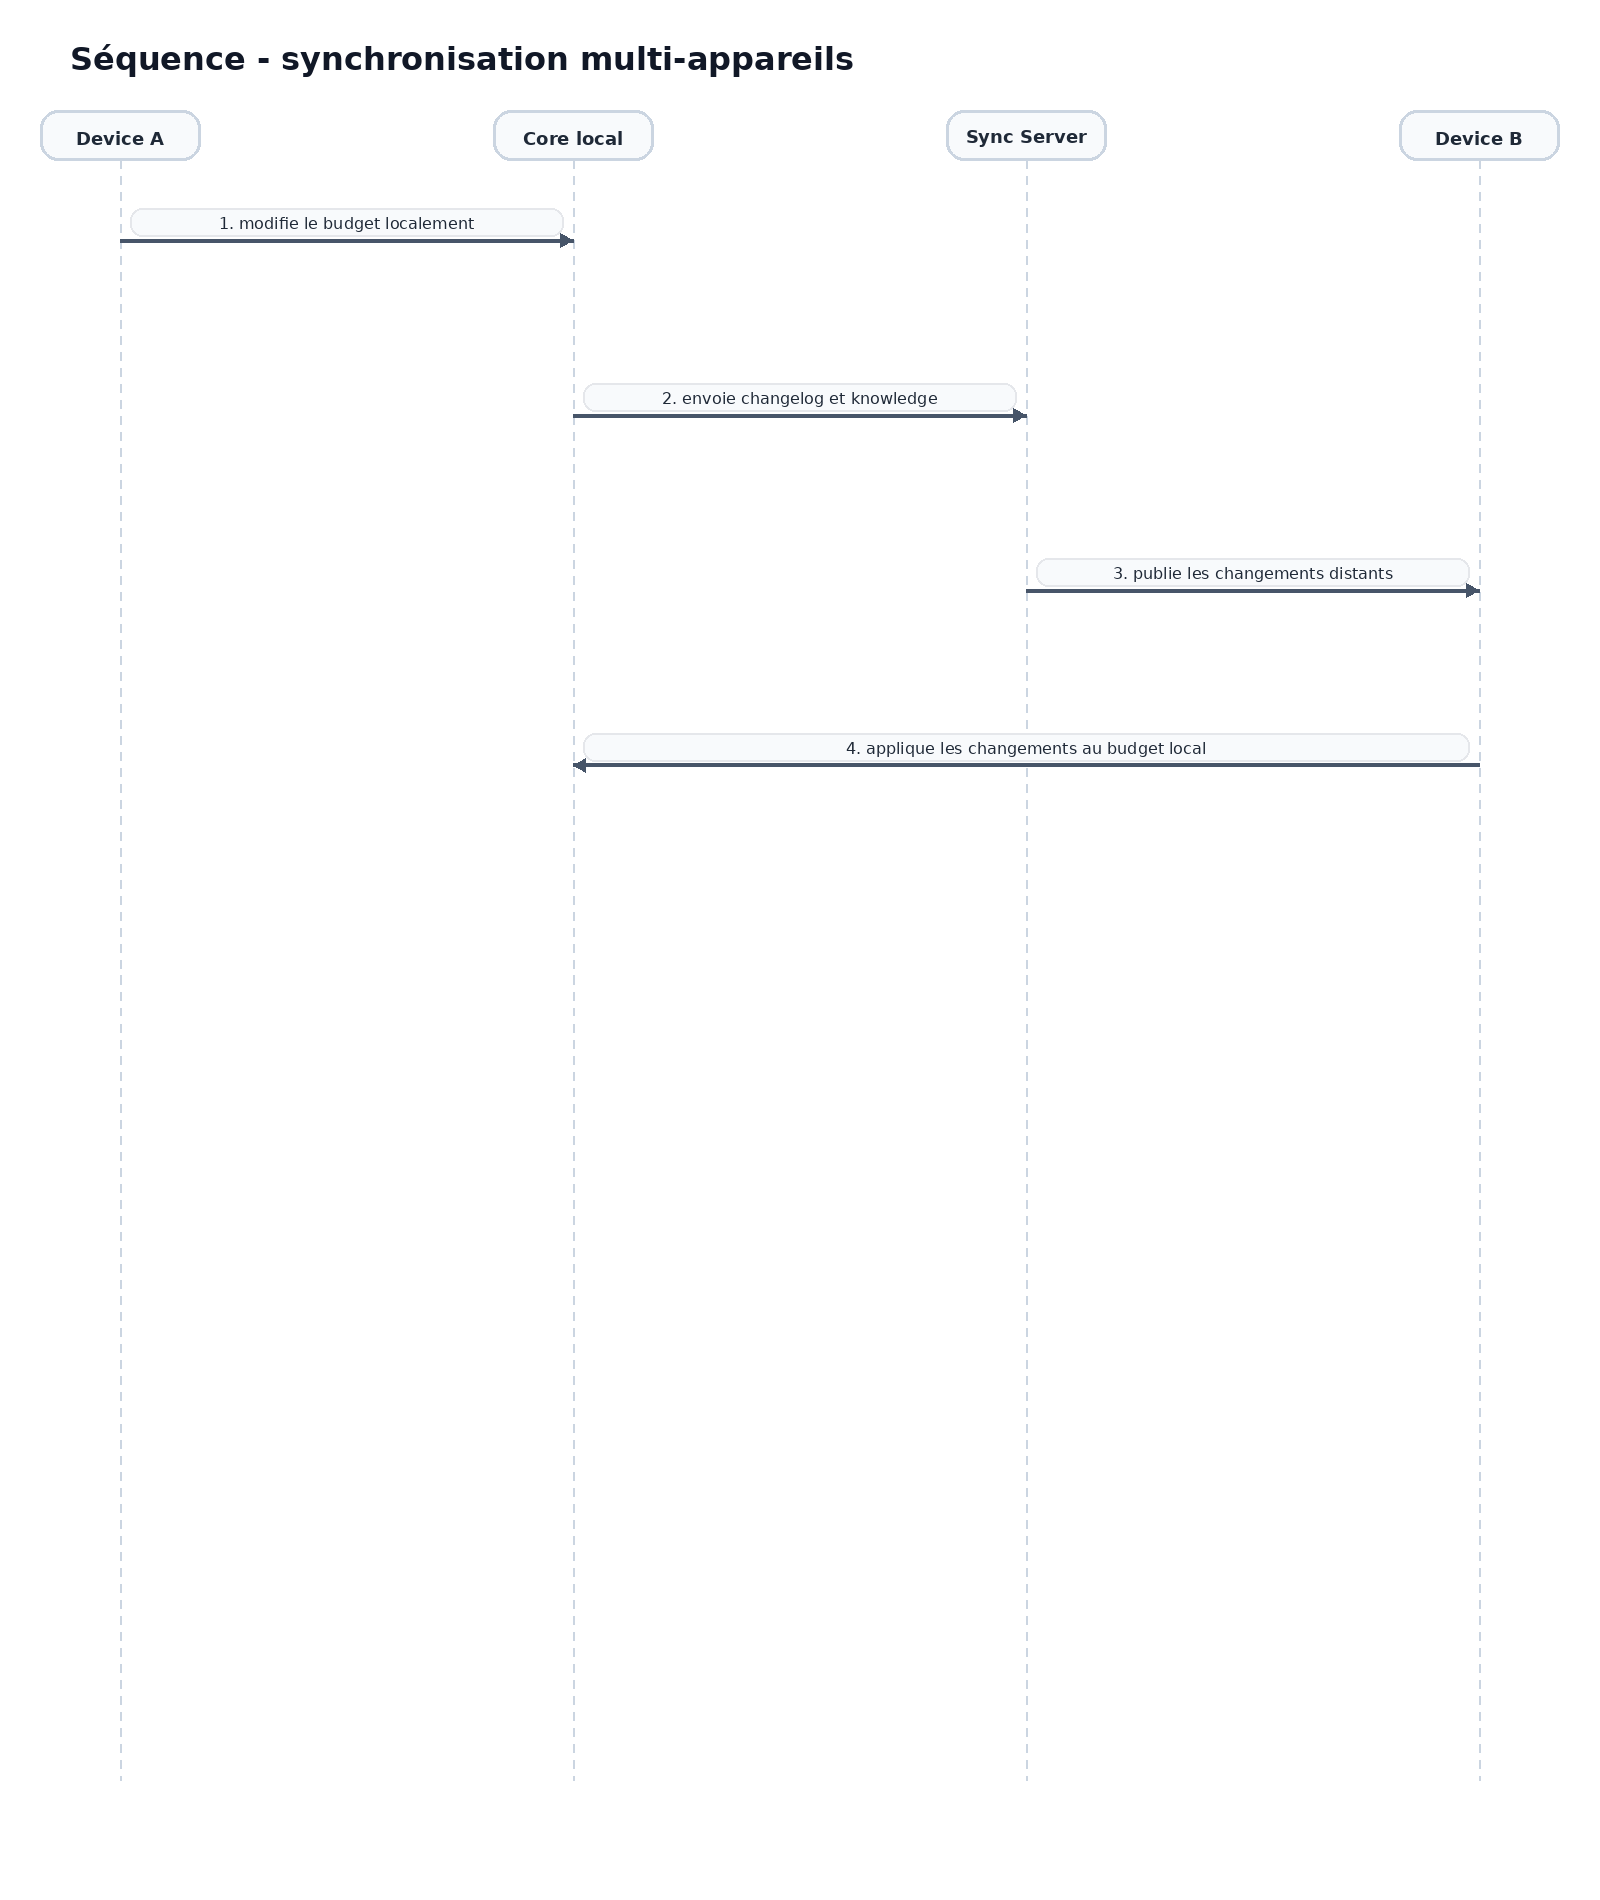 Séquence - synchronisation multi-appareils
Device A
Core local
Sync Server
Device B
1. modifie le budget localement
2. envoie changelog et knowledge
3. publie les changements distants
4. applique les changements au budget local